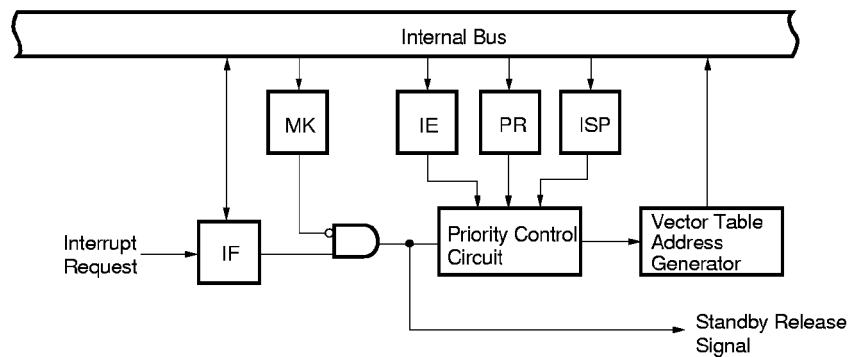 Internal Bus
MK
IE
PR
ISP
Interrupt
Request
IF
Priority Control
Circuit
Vector Table
Address
Generator
Standby Release
Signal